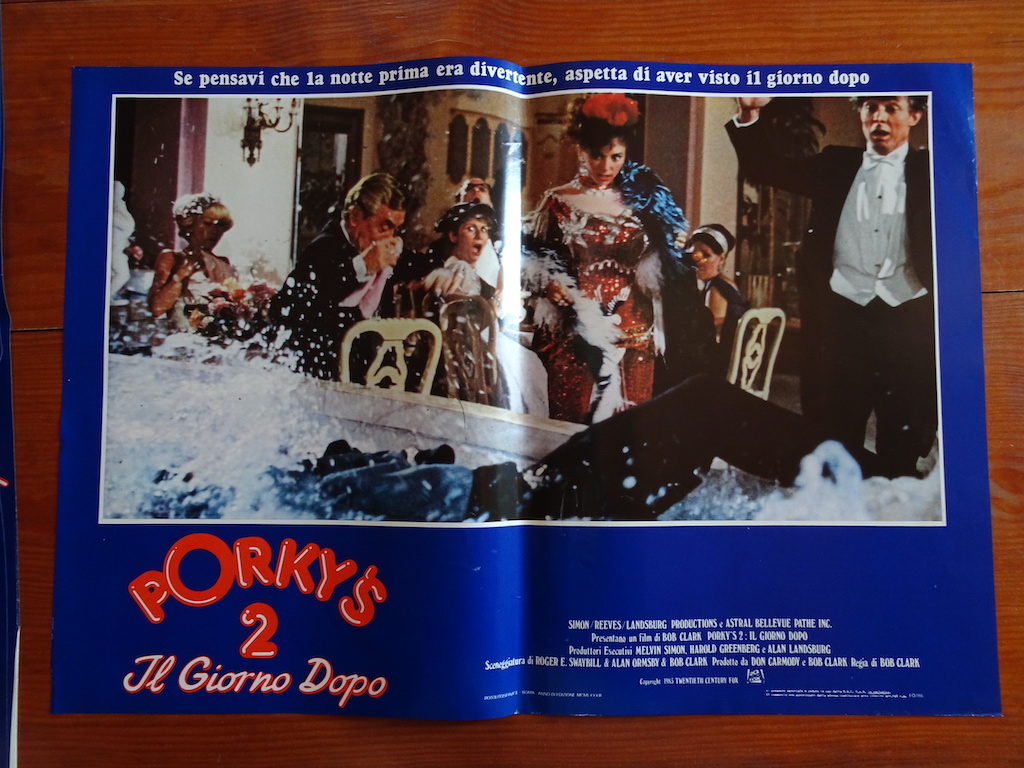 Se pensavi che la notte prima era divertente, aspetta di aver visto il giorno dopo
PORKY'S
2
Il Giorno Dopo
SIMON/REEVES/LANDSBURG PRODUCTIONS e ASTRAL BELLEVUE PATHE INC.
Presentano un film di BOB CLARK PORKY'S 2: IL GIORNO DOPO
Produttori Esecutivi MELVIN SIMON, HAROLD GREENBERG e ALAN LANDSBURG
Sceneggiatura di ROGER E. SWAYBILL & ALAN ORMSBY & BOB CLARK Prodotto da DON CARMODY e BOB CLARK Regia di BOB CLARK
Copyright 1983 TWENTIETH CENTURY FOX